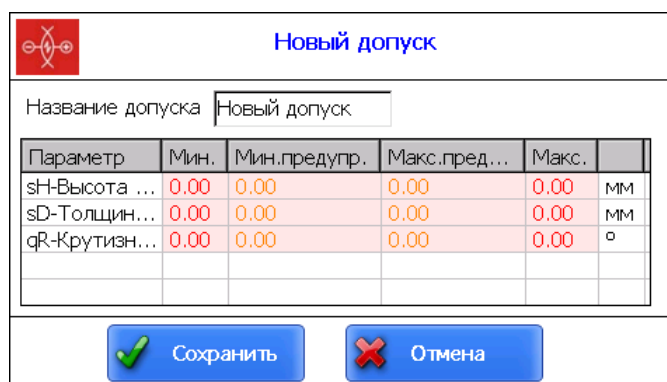 Новый допуск
Название допуска Новый допуск
Параметр Мин. Мин.предупр. Макс.пред... Макс.
sH-Высота ... 0.00 0.00 0.00 0.00 мм
sD-Толщин... 0.00 0.00 0.00 0.00 мм
qR-Крутизн... 0.00 0.00 0.00 0.00 °
Сохранить Отмена